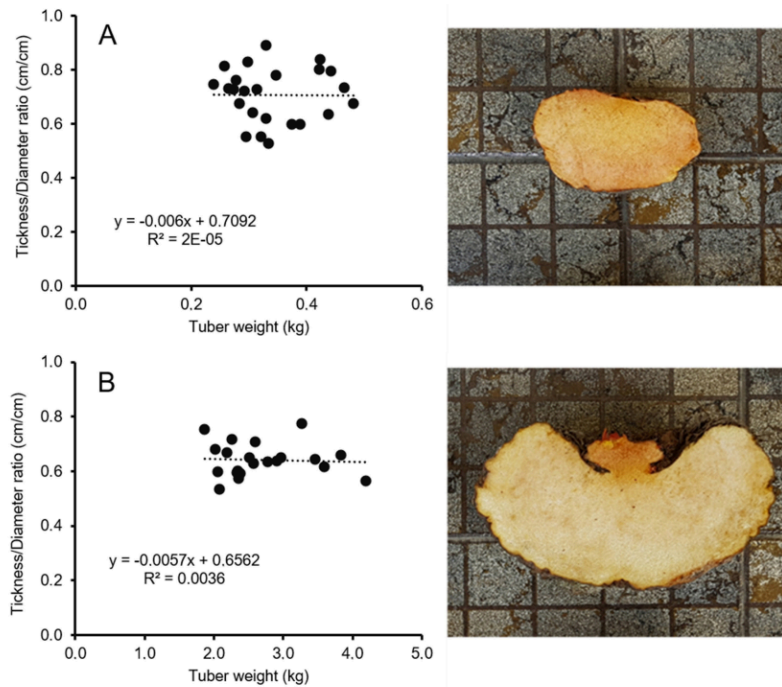 A
Tickness/Diameter ratio (cm/cm)
1.0
0.8
0.6
0.4
0.2
0.0
y = -0.006x + 0.7092
R² = 2E-05
0.0 0.2 0.4 0.6
Tuber weight (kg)
B
Tickness/Diameter ratio (cm/cm)
1.0
0.8
0.6
0.4
0.2
0.0
y = -0.0057x + 0.6562
R² = 0.0036
0.0 1.0 2.0 3.0 4.0 5.0
Tuber weight (kg)